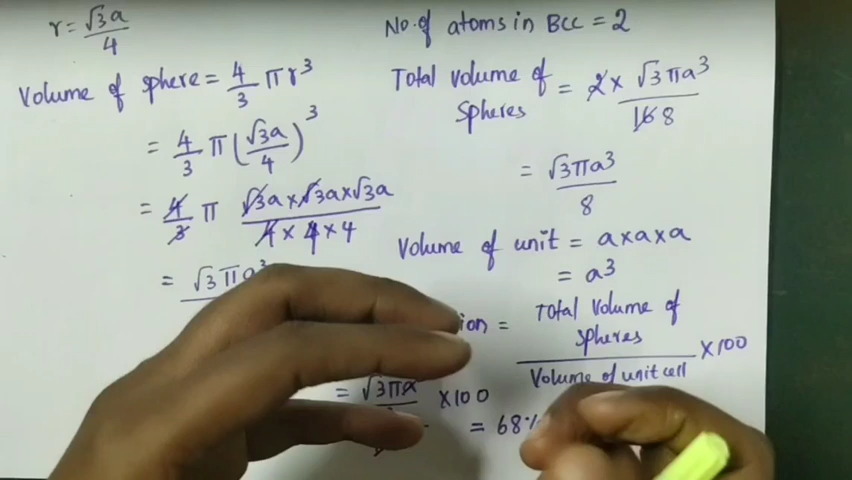 r = √3a/4
Volume of sphere = 4/3 πr³
= 4/3 π (√3a/4)³
= 4/3 π √3a × √3a × √3a / 4 × 4 × 4
= √3πa³
No. of atoms in Bcc = 2
Total volume of Spheres = 2 × √3πa³/16 8
= √3πa³/8
Volume of unit = a×a×a
= a³
= Total Volume of Spheres / Volume of unit cell × 100
= √3πa × 100
= 68%